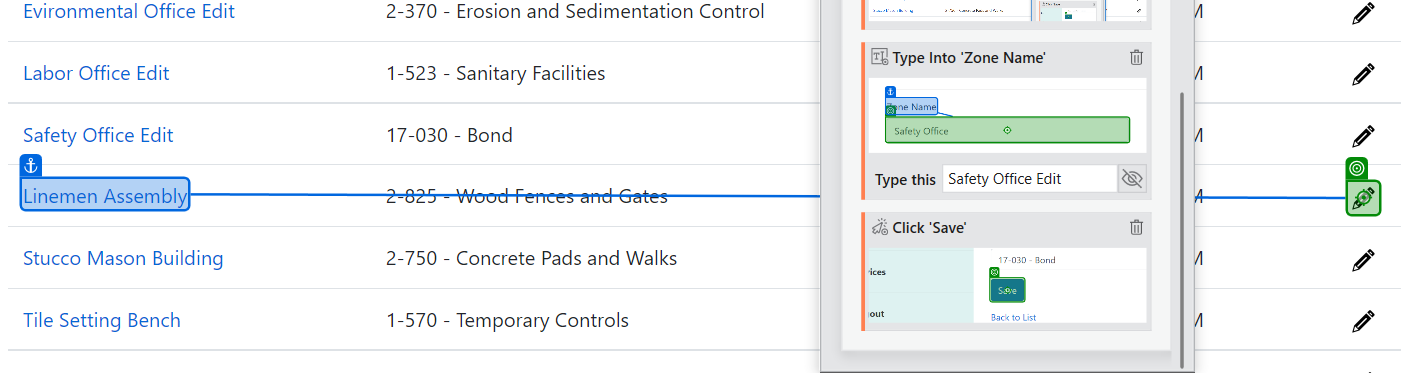 Evironmental Office Edit
2-370 - Erosion and Sedimentation Control
Labor Office Edit
1-523 - Sanitary Facilities
Safety Office Edit
17-030 - Bond
Linemen Assembly
2-825 - Wood Fences and Gates
Stucco Mason Building
2-750 - Concrete Pads and Walks
Tile Setting Bench
1-570 - Temporary Controls
Type Into 'Zone Name'
Zone Name
Safety Office
Type this
Safety Office Edit
Click 'Save'
17-030 - Bond
rices
Save
out
Back to List
M
M
M
M
M
M